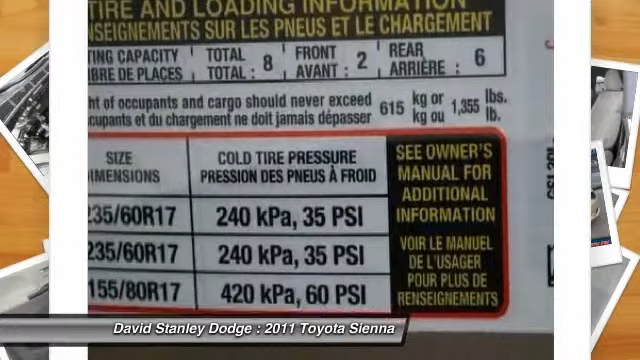 TIRE AND LOADING INFORMATION
NSEIGNEMENTS SUR LES PNEUS ET LE CHARGEMENT
TING CAPACITY TOTAL : 8 FRONT : 2 REAR : 6
BRE DE PLACES TOTAL : AVANT : ARRIÈRE :
ht of occupants and cargo should never exceed 615 kg or 1,355 lbs.
cupants et du chargement ne doit jamais dépasser kg ou lb.
SIZE COLD TIRE PRESSURE
IMENSIONS PRESSION DES PNEUS À FROID
235/60R17 240 kPa, 35 PSI
235/60R17 240 kPa, 35 PSI
155/80R17 420 kPa, 60 PSI
SEE OWNER'S
MANUAL FOR
ADDITIONAL
INFORMATION
VOIR LE MANUEL
DE L'USAGER
POUR PLUS DE
RENSEIGNEMENTS
David Stanley Dodge : 2011 Toyota Sienna